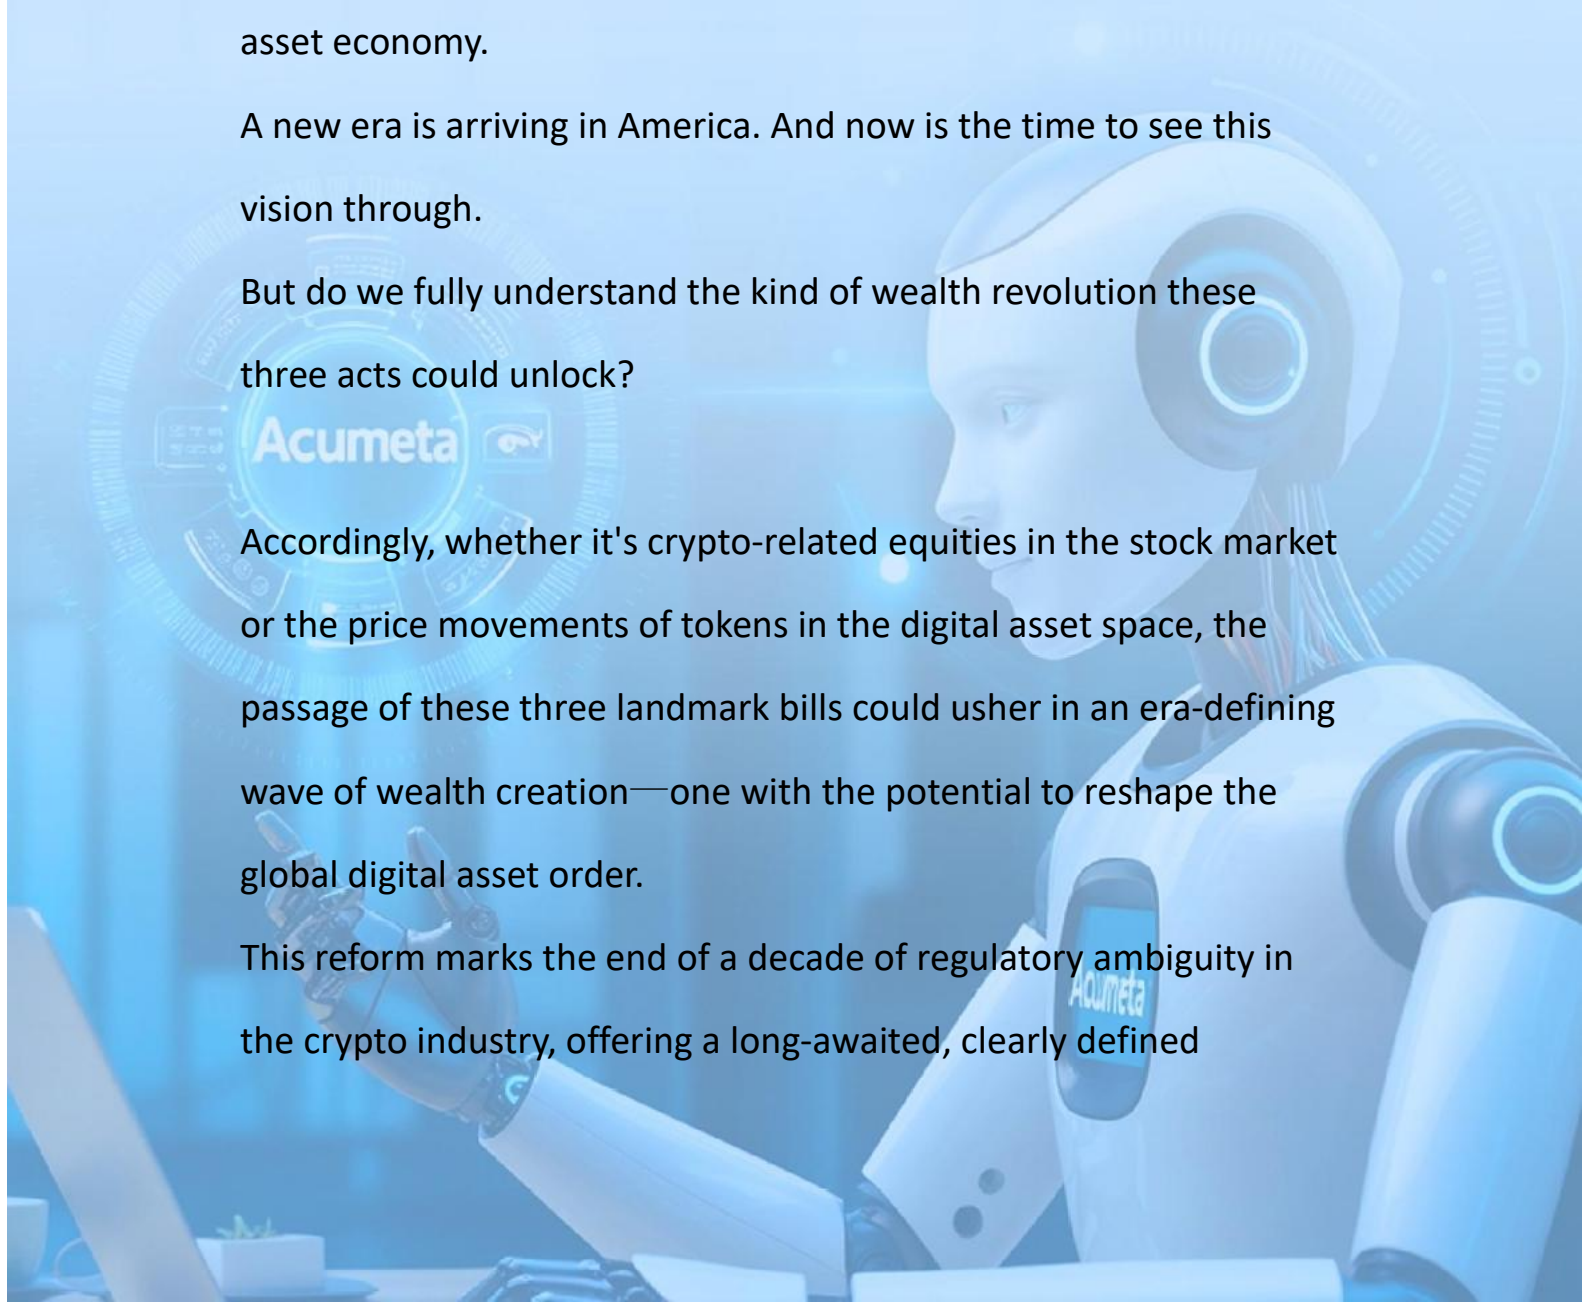 asset economy.
A new era is arriving in America. And now is the time to see this
vision through.
But do we fully understand the kind of wealth revolution these
three acts could unlock?
Acumeta
Accordingly, whether it's crypto-related equities in the stock market
or the price movements of tokens in the digital asset space, the
passage of these three landmark bills could usher in an era-defining
wave of wealth creation—one with the potential to reshape the
global digital asset order.
This reform marks the end of a decade of regulatory ambiguity in
Acumeta
the crypto industry, offering a long-awaited, clearly defined